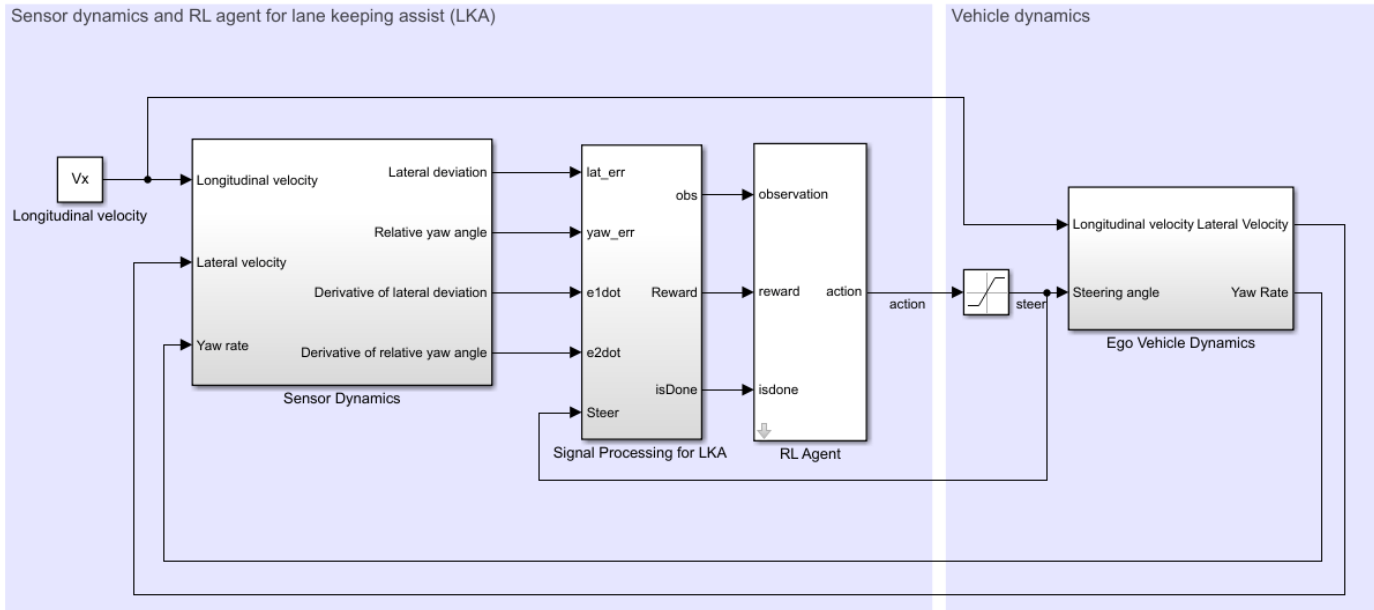 Sensor dynamics and RL agent for lane keeping assist (LKA)
Vehicle dynamics
Vx
Longitudinal velocity
Longitudinal velocity
Lateral velocity
Yaw rate
Lateral deviation
Relative yaw angle
Derivative of lateral deviation
Derivative of relative yaw angle
Sensor Dynamics
lat_err
yaw_err
e1dot
e2dot
Steer
obs
Reward
isDone
Signal Processing for LKA
observation
reward
isdone
action
RL Agent
action
steer
Longitudinal velocity
Lateral Velocity
Steering angle
Yaw Rate
Ego Vehicle Dynamics